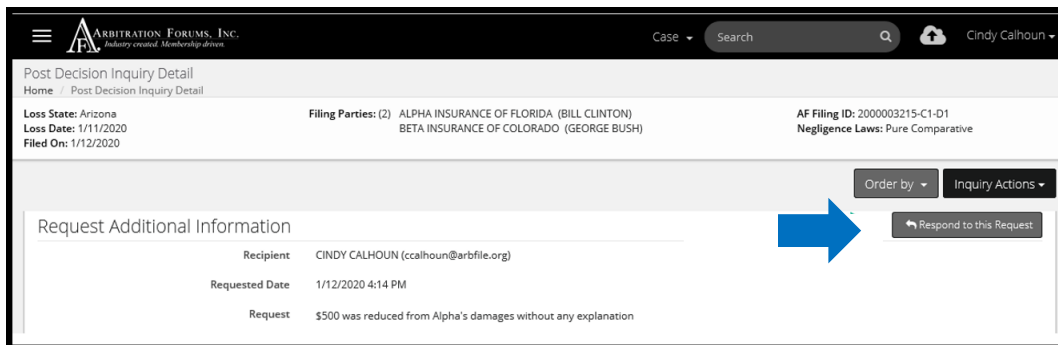 ARBITRATION FORUMS, INC.
Industry created. Membership driven.
Case
Search
Cindy Calhoun
Post Decision Inquiry Detail
Home / Post Decision Inquiry Detail
Loss State: Arizona Filing Parties: (2) ALPHA INSURANCE OF FLORIDA (BILL CLINTON) AF Filing ID: 2000003215-C1-D1
Loss Date: 1/11/2020 BETA INSURANCE OF COLORADO (GEORGE BUSH) Negligence Laws: Pure Comparative
Filed On: 1/12/2020
Order by Inquiry Actions
Request Additional Information
Respond to this Request
Recipient CINDY CALHOUN (ccalhoun@arbfile.org)
Requested Date 1/12/2020 4:14 PM
Request $500 was reduced from Alpha's damages without any explanation